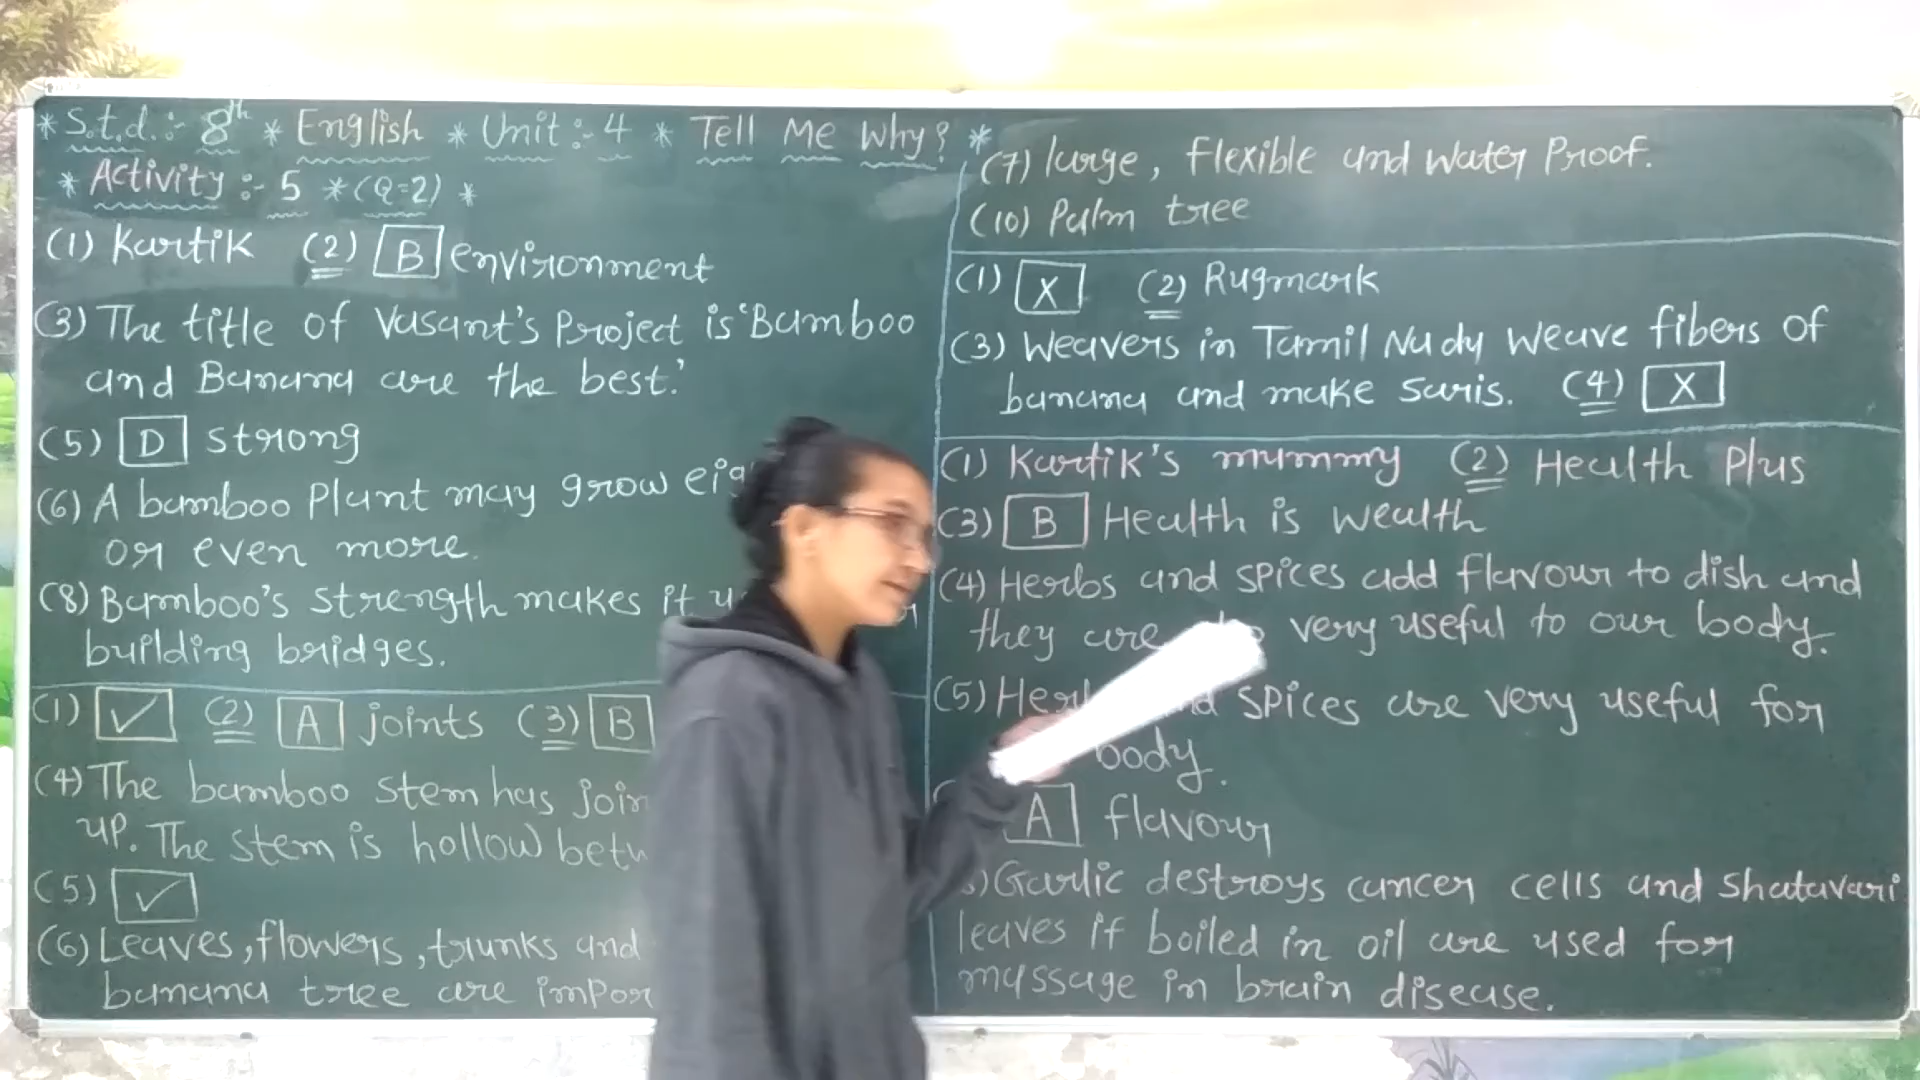 * S.t.d. :- 8th * English * Unit :- 4 * Tell Me Why? *
* Activity :- 5 * (Q=2) *
(1) Kartik (2) B environment
(3) The title of Vasant's Project is 'Bamboo
and Banana are the best.'
(5) D strong
(6) A bamboo Plant may grow
or even more.
(8) Bamboo's strength makes it
building bridges.
(1) ✓ (2) A joints (3) B
(4) The bamboo stem has
up. The stem is hollow
(5) ✓
(6) Leaves, flowers, trunks and
banana tree are
(7) large, flexible and water Proof.
(10) Palm tree
(1) X (2) Rugmark
(3) Weavers in Tamil Nady weave fibers of
banana and make saris. (4) X
(1) Kartik's mummy (2) Health Plus
(3) B Health is wealth
(4) Herbs and spices add flavour to dish and
they are very useful to our body.
(5) spices are very useful for
body.
A flavour
Garlic destroys cancer cells and shatavari
leaves if boiled in oil are used for
massage in brain disease.